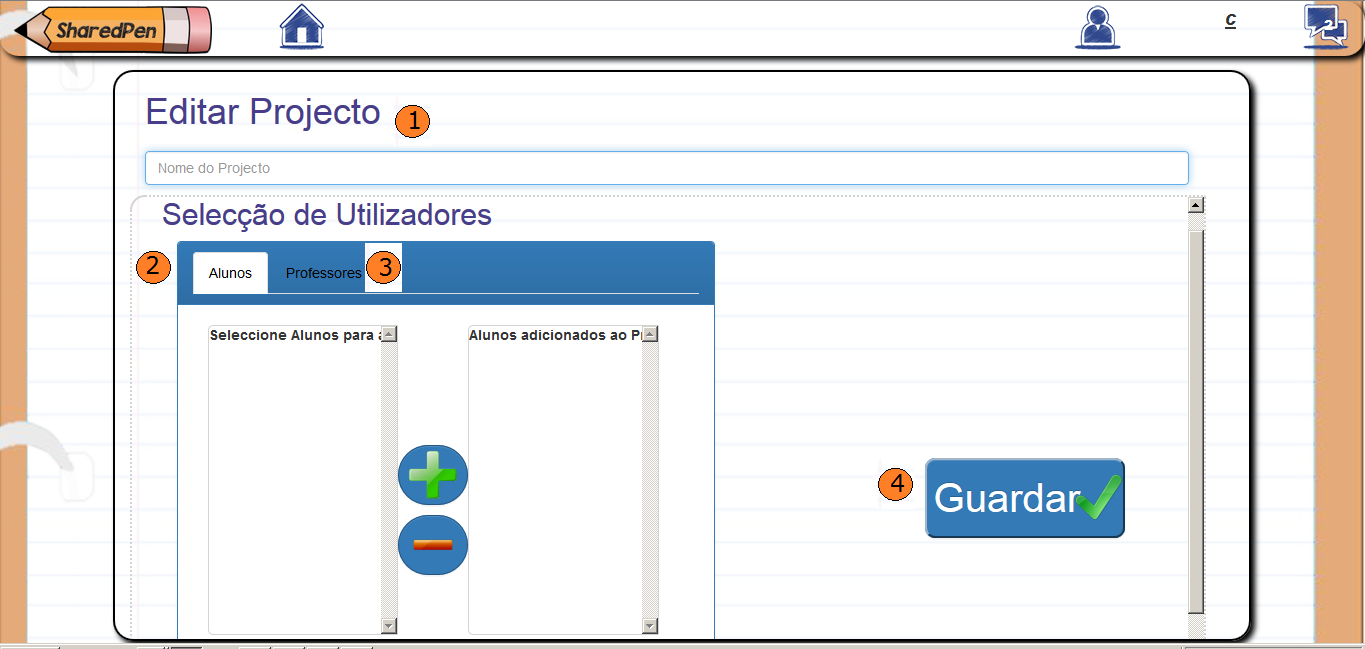 SharedPen
C
2
Editar Projecto
1
Nome do Projecto
Selecção de Utilizadores
2
Alunos
Professores
3
Seleccione Alunos para
Alunos adicionados ao
4
Guardar